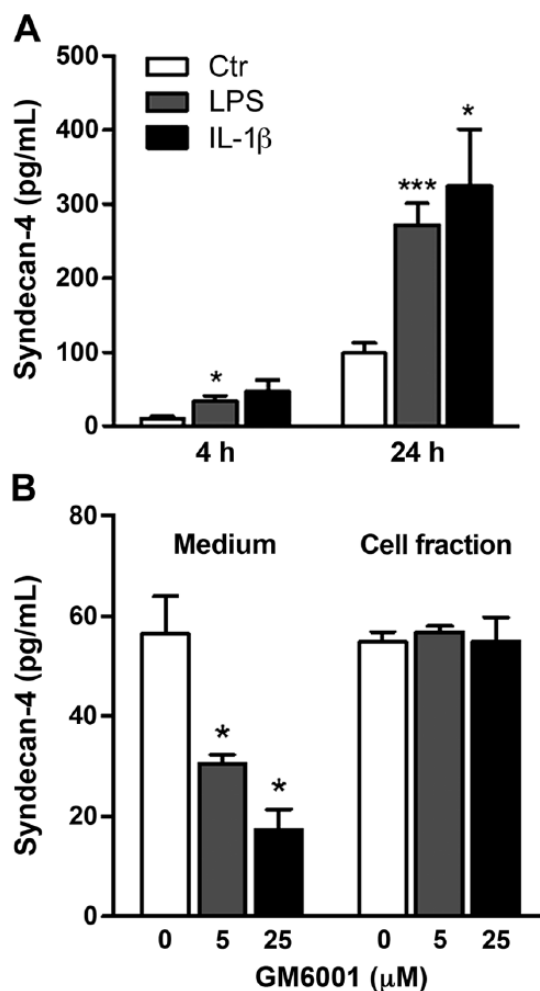 A
500
400
300
200
100
0
Syndecan-4 (pg/mL)
Ctr
LPS
IL-1β
*
***
*
4 h
24 h
B
80
60
40
20
0
Syndecan-4 (pg/mL)
Medium
Cell fraction
*
*
0 5 25 0 5 25
GM6001 (μM)